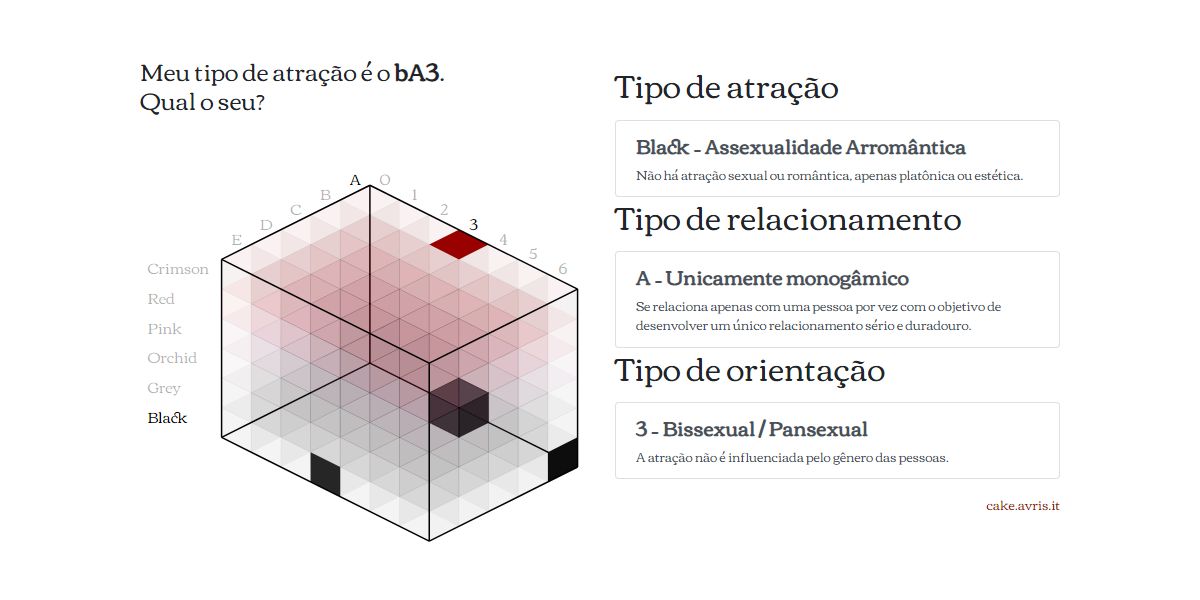 Meu tipo de atração é o bA3.
Qual o seu?
A
B
C
D
E
0
1
2
3
4
5
6
Crimson
Red
Pink
Orchid
Grey
Black
Tipo de atração
Black - Assexualidade Arromântica
Não há atração sexual ou romântica, apenas platônica ou estética.
Tipo de relacionamento
A - Unicamente monogâmico
Se relaciona apenas com uma pessoa por vez com o objetivo de
desenvolver um único relacionamento sério e duradouro.
Tipo de orientação
3 - Bissexual / Pansexual
A atração não é influenciada pelo gênero das pessoas.
cake.avris.it